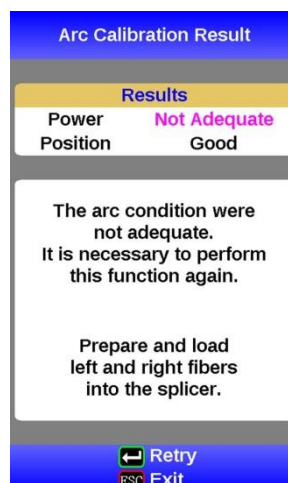 Arc Calibration Result
Results
Power Not Adequate
Position Good
The arc condition were
not adequate.
It is necessary to perform
this function again.
Prepare and load
left and right fibers
into the splicer.
Retry
ESC Exit